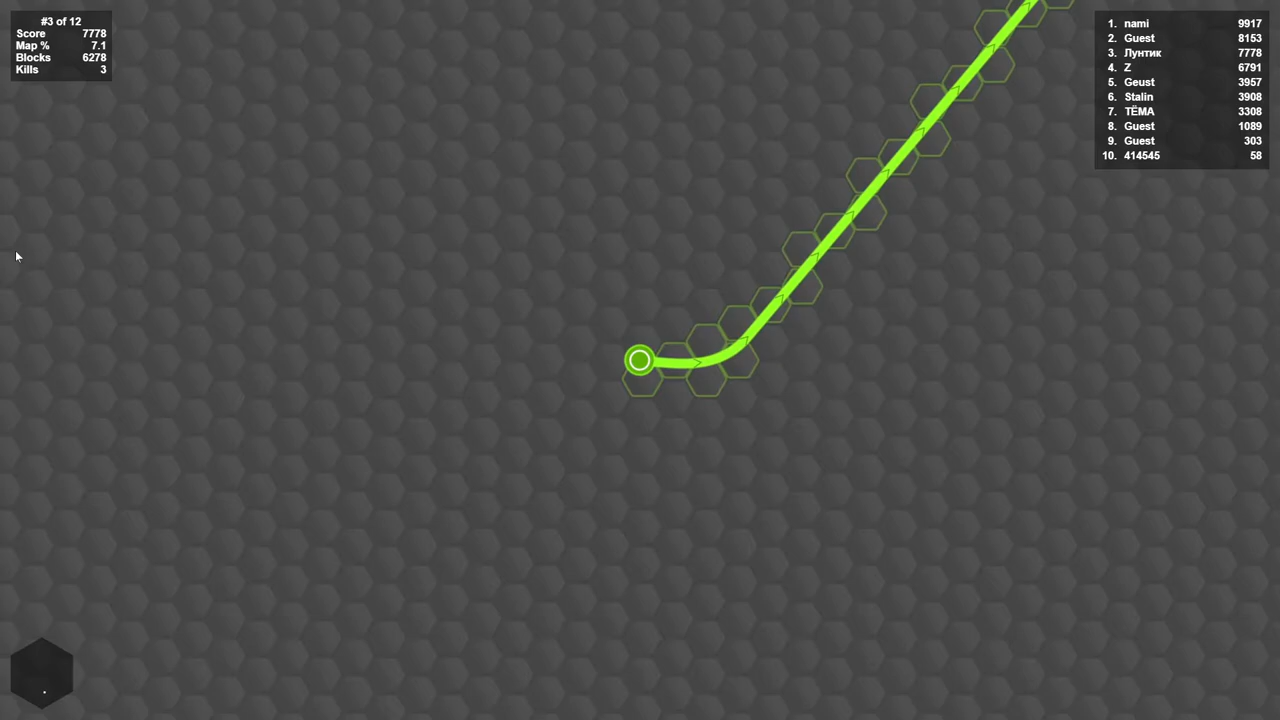 #3 of 12
Score 7778
Map % 7.1
Blocks 6278
Kills 3
1. nami 9917
2. Guest 8153
3. Лунтик 7778
4. Z 6791
5. Geust 3957
6. Stalin 3908
7. TЁMA 3308
8. Guest 1089
9. Guest 303
10. 414545 58